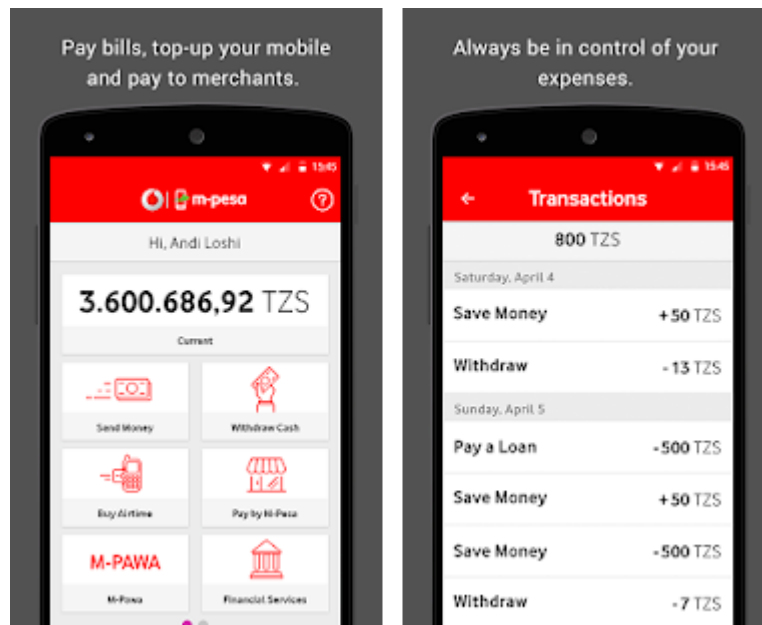 Pay bills, top-up your mobile
and pay to merchants.
15:45
m-pesa
?
Hi, Andi Loshi
3.600.686,92 TZS
Current
Send Money
Withdraw Cash
Buy Airtime
Pay by M-Pesa
M-PAWA
M-Pawa
Financial Services
Always be in control of your
expenses.
15:45
Transactions
800 TZS
Saturday, April 4
Save Money +50 TZS
Withdraw -13 TZS
Sunday, April 5
Pay a Loan -500 TZS
Save Money +50 TZS
Save Money -500 TZS
Withdraw -7 TZS